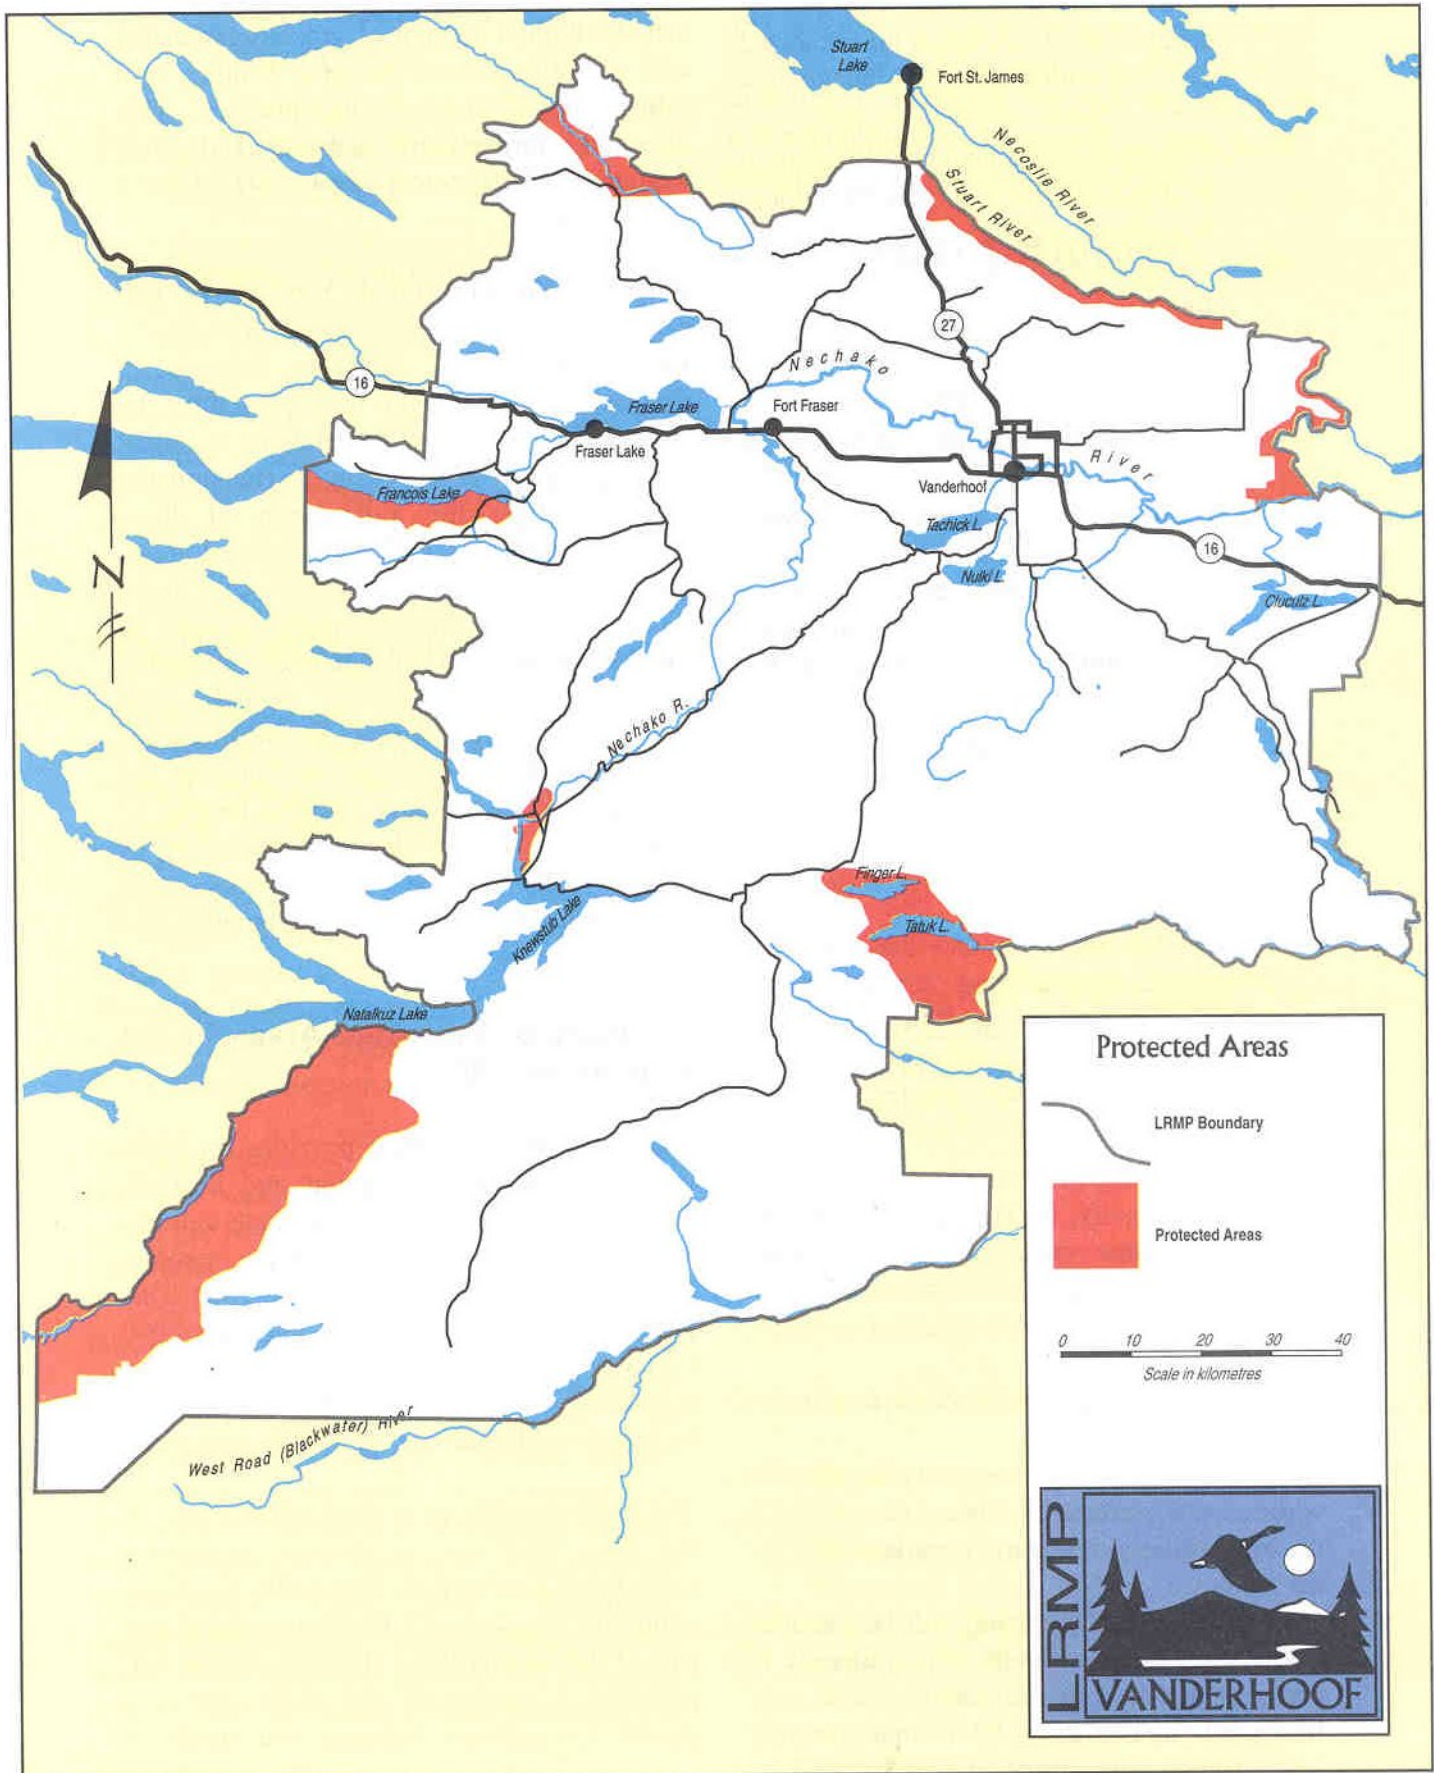 Stuart
Lake
Fort St. James
Necoslie River
Stuart River
27
Nechako
16
Fraser Lake
Fort Fraser
Fraser Lake
River
Francois Lake
Vanderhoof
Tachick L.
16
N
Nulki L.
Cluculz L.
Nechako R.
Finger L.
Knewstub Lake
Tatuk L.
Natalkuz Lake
Protected Areas
LRMP Boundary
Protected Areas
0 10 20 30 40
Scale in kilometres
West Road (Blackwater) River
LRMP
VANDERHOOF